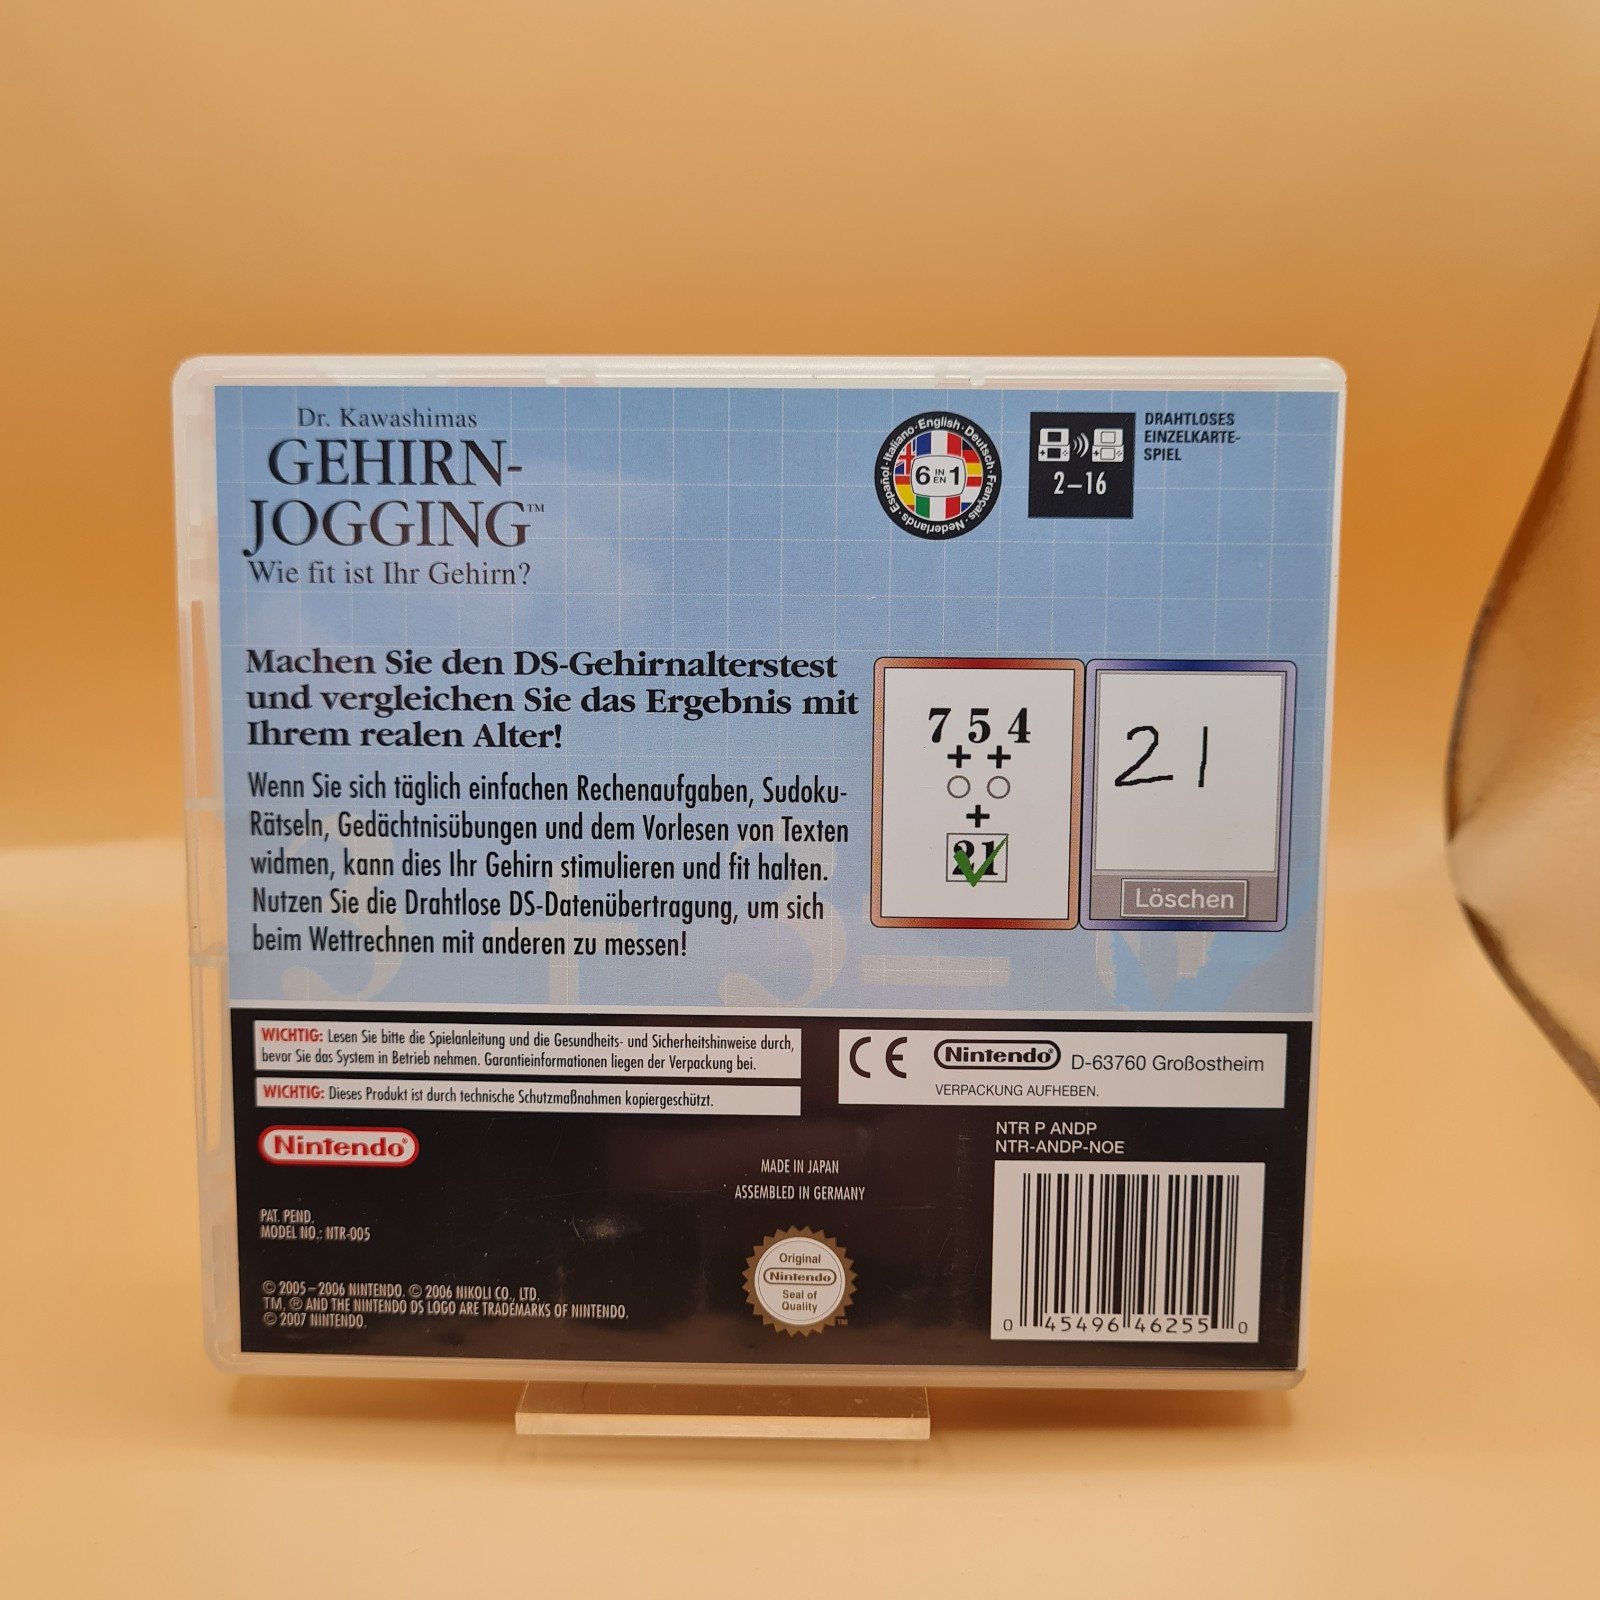 Dr. Kawashimas
GEHIRN-
JOGGING™
Wie fit ist Ihr Gehirn?
English · Deutsch · Français · Nederlands · Español · Italiano
6 IN EN 1
2–16
DRAHTLOSES
EINZELKARTE-
SPIEL
Machen Sie den DS-Gehirnalterstest
und vergleichen Sie das Ergebnis mit
Ihrem realen Alter!
Wenn Sie sich täglich einfachen Rechenaufgaben, Sudoku-
Rätseln, Gedächtnisübungen und dem Vorlesen von Texten
widmen, kann dies Ihr Gehirn stimulieren und fit halten.
Nutzen Sie die Drahtlose DS-Datenübertragung, um sich
beim Wettrechnen mit anderen zu messen!
7 5 4
+ +
+
21
21
Löschen
WICHTIG: Lesen Sie bitte die Spielanleitung und die Gesundheits- und Sicherheitshinweise durch,
bevor Sie das System in Betrieb nehmen. Garantieinformationen liegen der Verpackung bei.
WICHTIG: Dieses Produkt ist durch technische Schutzmaßnahmen kopiergeschützt.
CE Nintendo® D-63760 Großostheim
VERPACKUNG AUFHEBEN.
Nintendo®
MADE IN JAPAN
ASSEMBLED IN GERMANY
NTR P ANDP
NTR-ANDP-NOE
PAT. PEND.
MODEL NO.: NTR-005
© 2005–2006 NINTENDO. © 2006 NIKOLI CO., LTD.
TM, ® AND THE NINTENDO DS LOGO ARE TRADEMARKS OF NINTENDO.
© 2007 NINTENDO.
Original
Nintendo
Seal of
Quality
TM
0 45496 46255 0